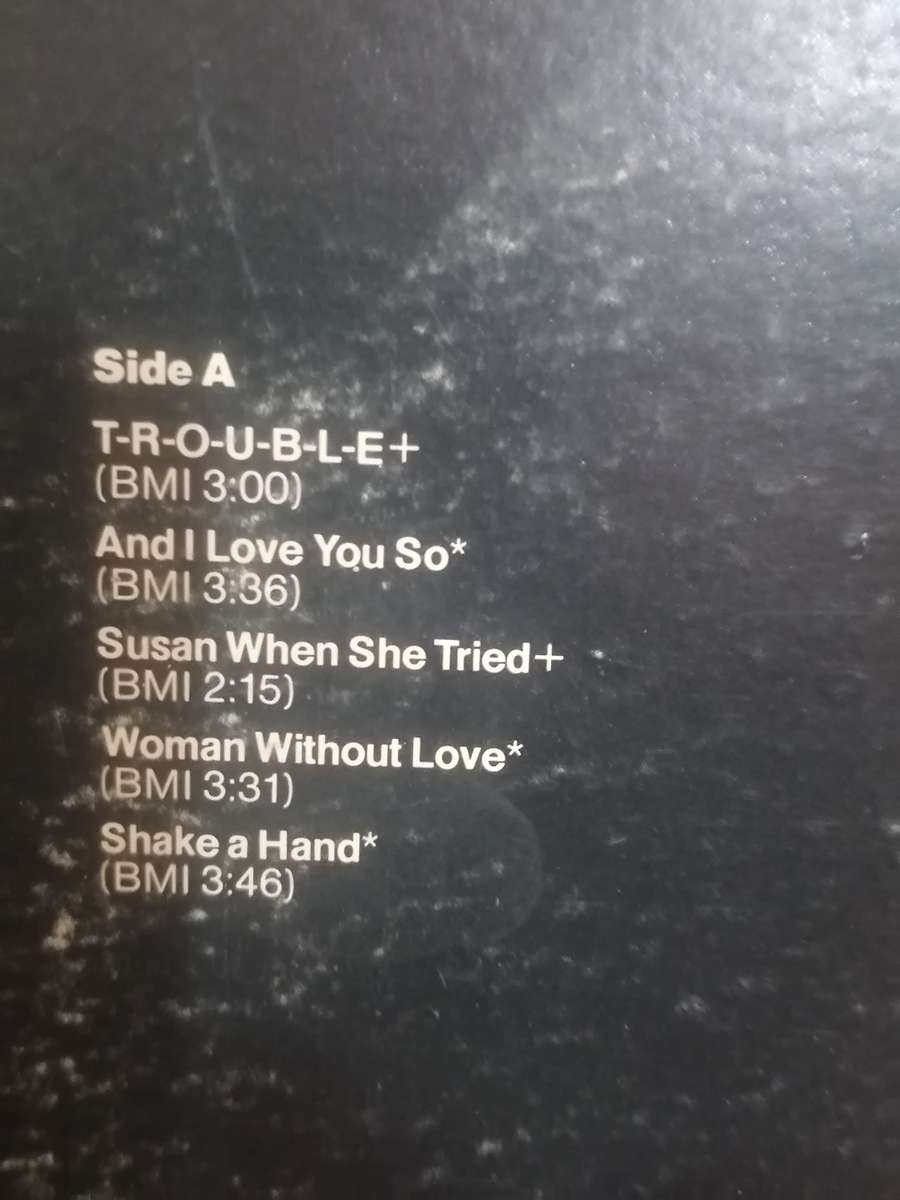 Side A
T-R-O-U-B-L-E+
(BMI 3:00)
And I Love You So*
(BMI 3:36)
Susan When She Tried+
(BMI 2:15)
Woman Without Love*
(BMI 3:31)
Shake a Hand*
(BMI 3:46)